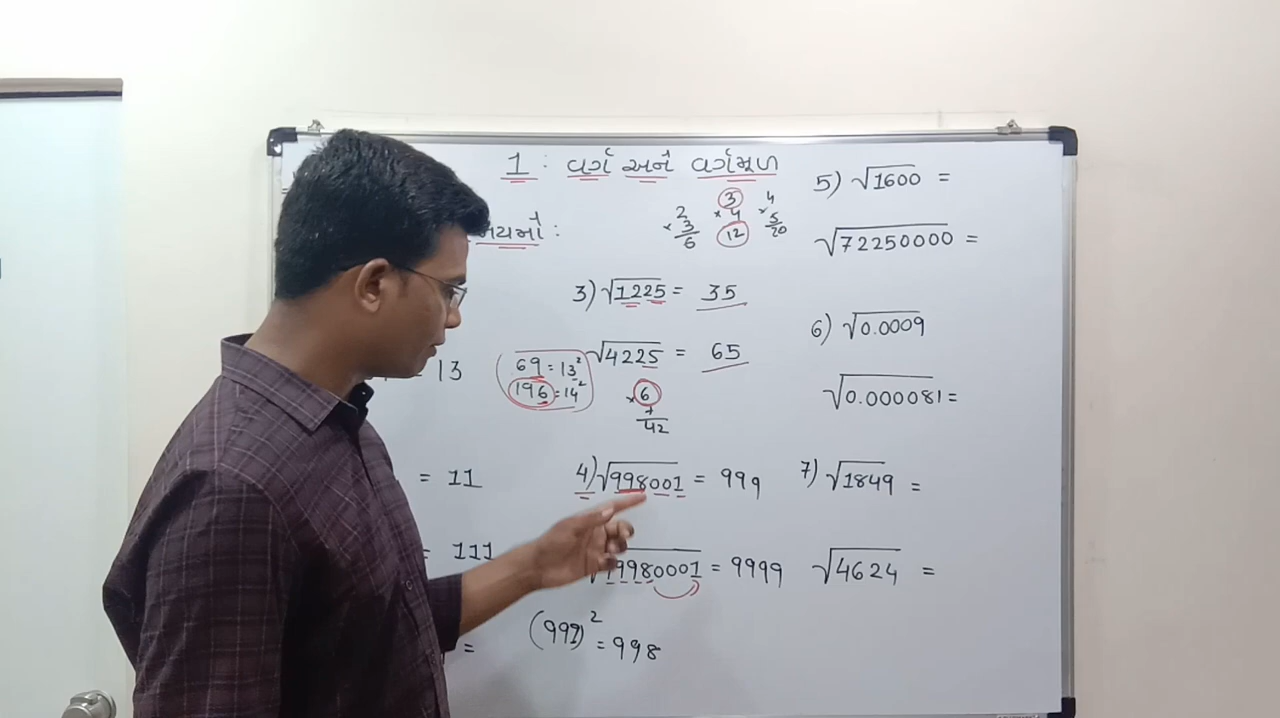 1 : વર્ગ અને વર્ગમૂળ
2
× 3
6
3
× 4
12
4
× 5
20
3) √1225 = 35
√4225 = 65
69 = 13²
196 = 14²
6
× 7
42
= 13
4) √998001 = 999
= 11
= 111
√99980001 = 9999
(999)² = 998
=
5) √1600 =
√72250000 =
6) √0.0009
√0.000081 =
7) √1849 =
√4624 =